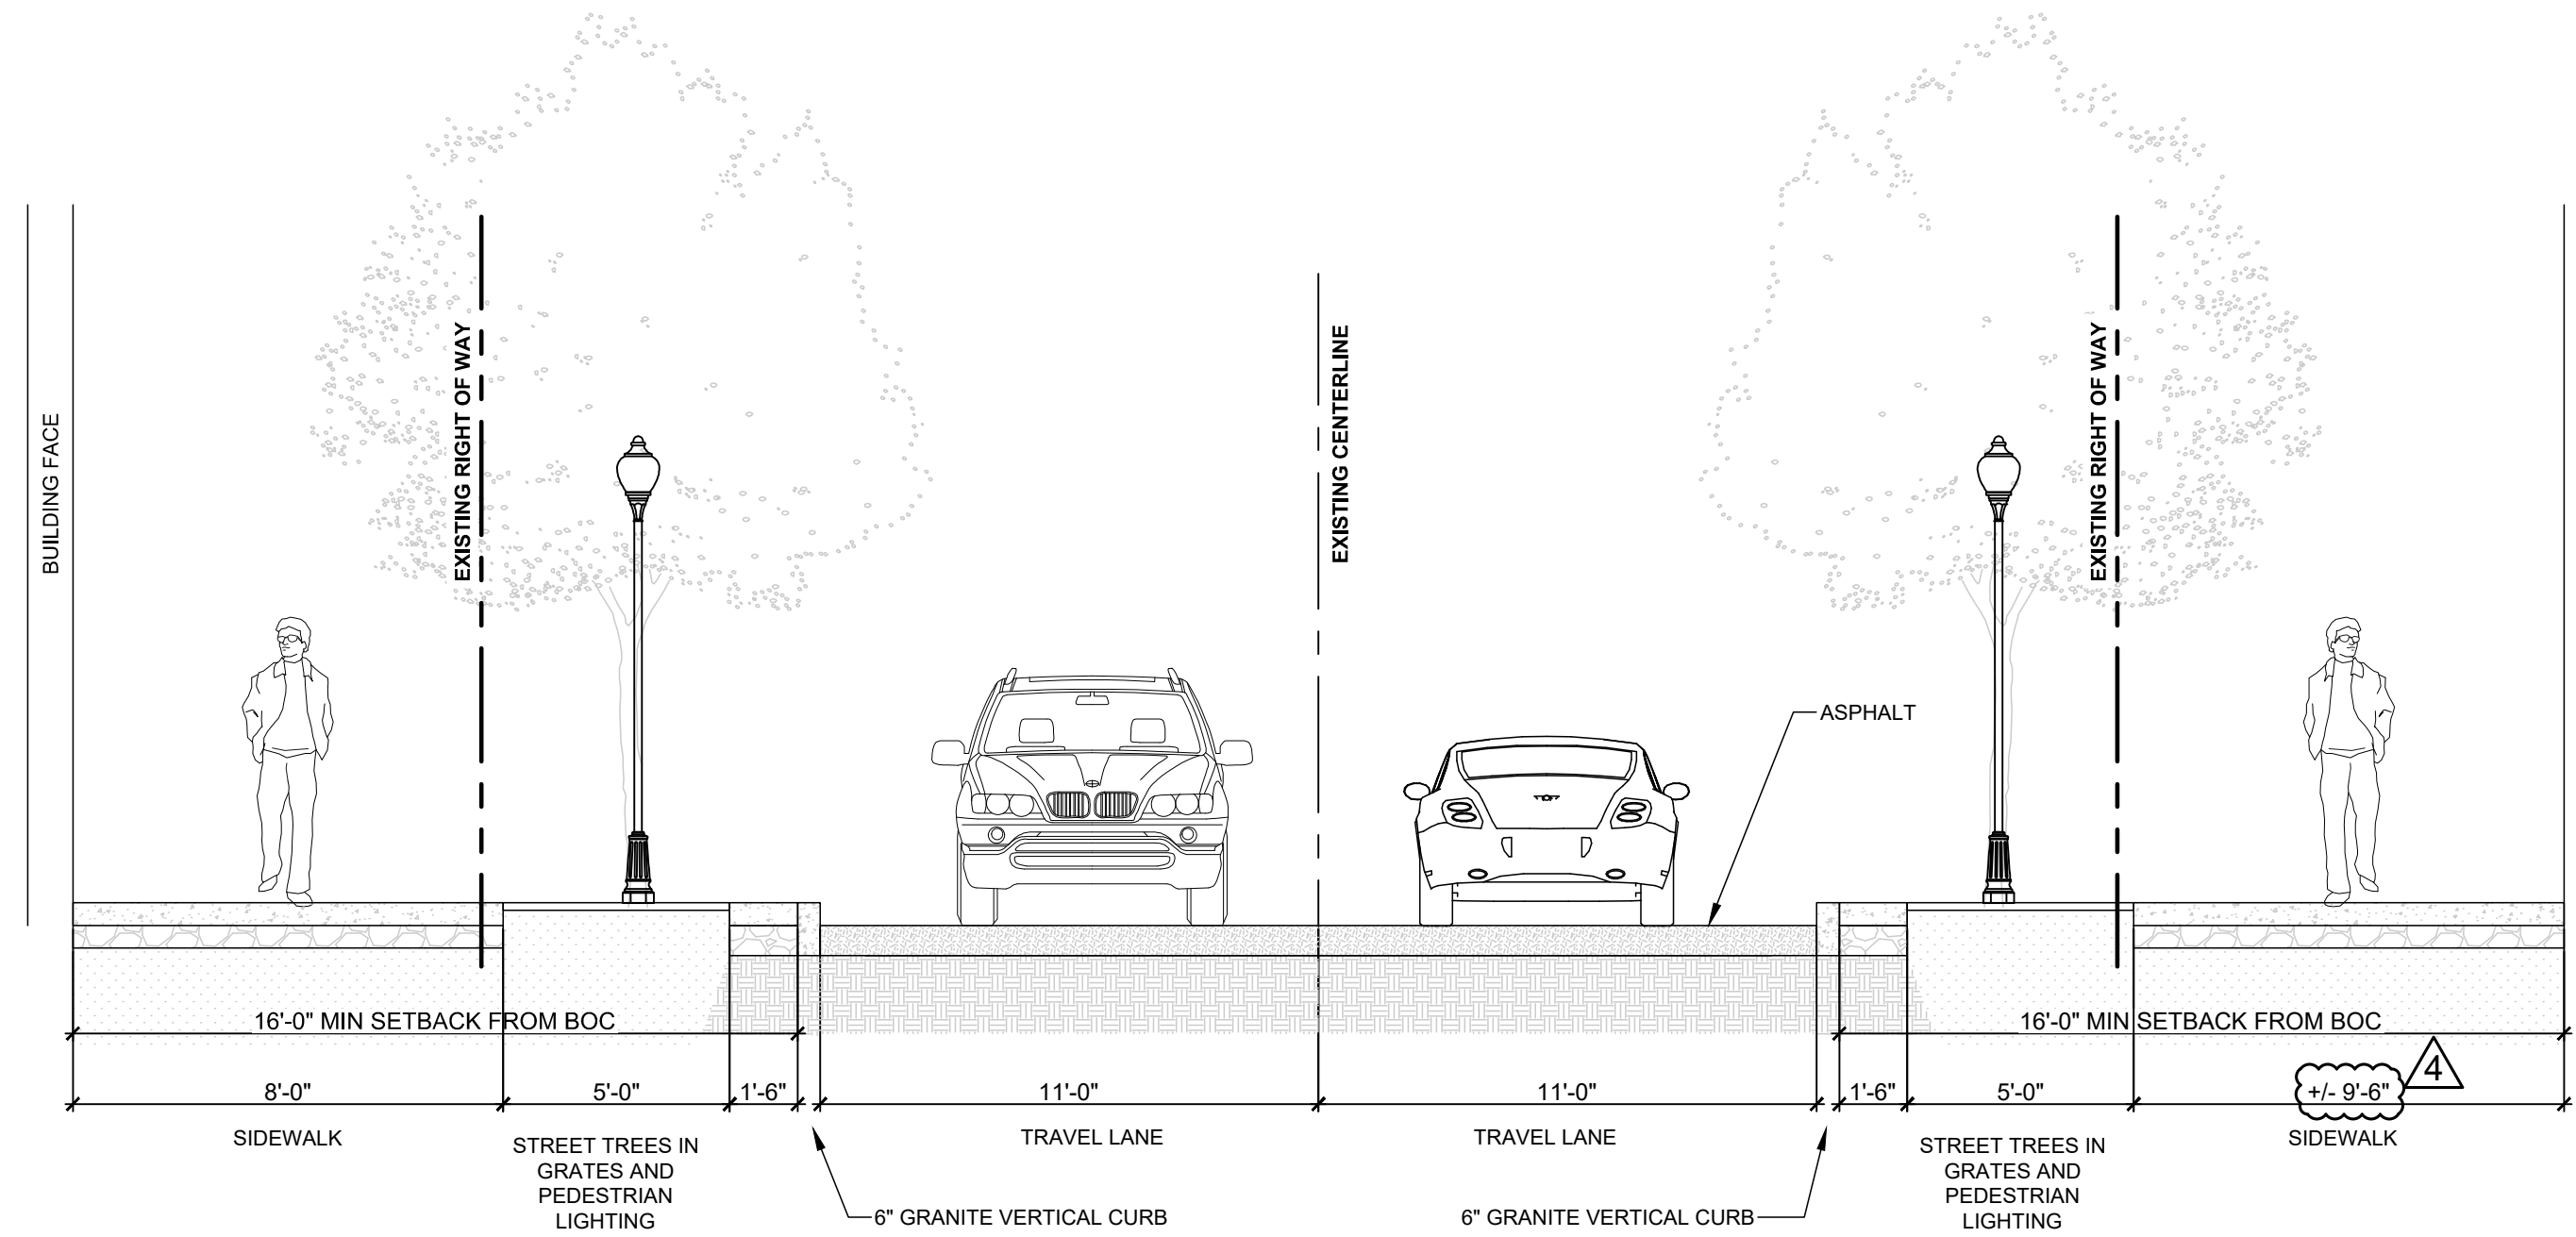 BUILDING FACE
EXISTING RIGHT OF WAY
EXISTING CENTERLINE
EXISTING RIGHT OF WAY
ASPHALT
16'-0" MIN SETBACK FROM BOC
16'-0" MIN SETBACK FROM BOC
4
8'-0"
5'-0"
1'-6"
11'-0"
11'-0"
1'-6"
5'-0"
+/- 9'-6"
SIDEWALK
STREET TREES IN
GRATES AND
PEDESTRIAN
LIGHTING
TRAVEL LANE
TRAVEL LANE
STREET TREES IN
GRATES AND
PEDESTRIAN
LIGHTING
SIDEWALK
6" GRANITE VERTICAL CURB
6" GRANITE VERTICAL CURB